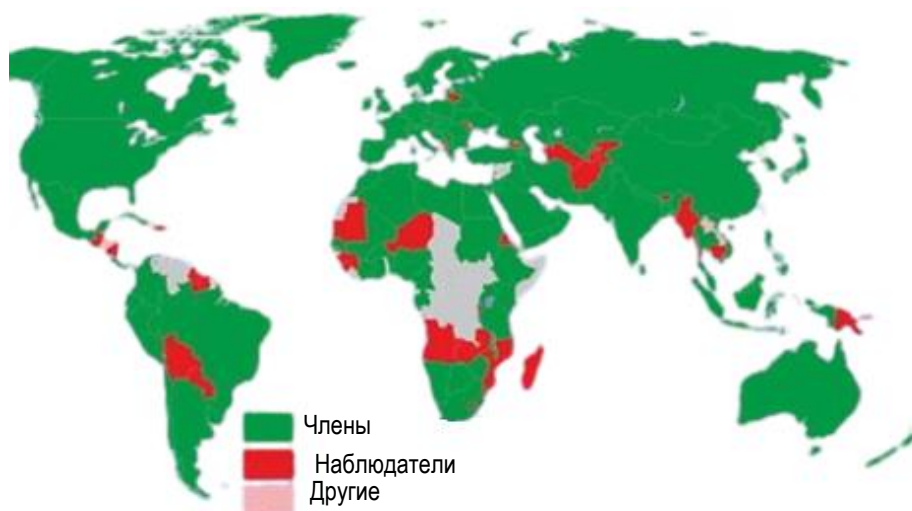 Члены
Наблюдатели
Другие